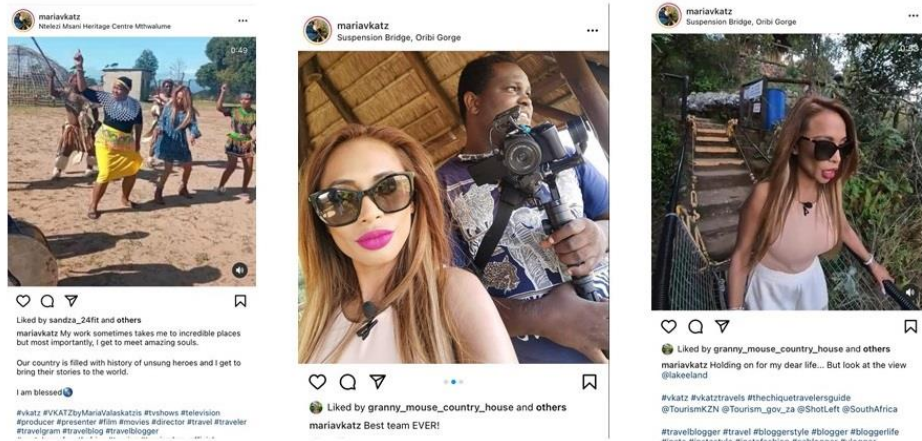 mariavkatz
Ntelezi Msani Heritage Centre Mthwalume
0:49
Liked by sandza_24fit and others
mariavkatz My work sometimes takes me to incredible places
but most importantly, I get to meet amazing souls.
Our country is filled with history of unsung heroes and I get to
bring their stories to the world.
I am blessed
#vkatz #VKATZbyMariaValaskatzis #tvshows #television
#producer #presenter #film #movies #director #travel #traveler
#travelgram #travelblog #travelblogger
mariavkatz
Suspension Bridge, Oribi Gorge
Liked by granny_mouse_country_house and others
mariavkatz Best team EVER!
mariavkatz
Suspension Bridge, Oribi Gorge
Liked by granny_mouse_country_house and others
mariavkatz Holding on for my dear life... But look at the view
@lakeeland
#vkatz #vkatztravels #thechiquetravelersguide
@TourismKZN @Tourism_gov_za @ShotLeft @SouthAfrica
#travelblogger #travel #bloggerstyle #blogger #bloggerlife